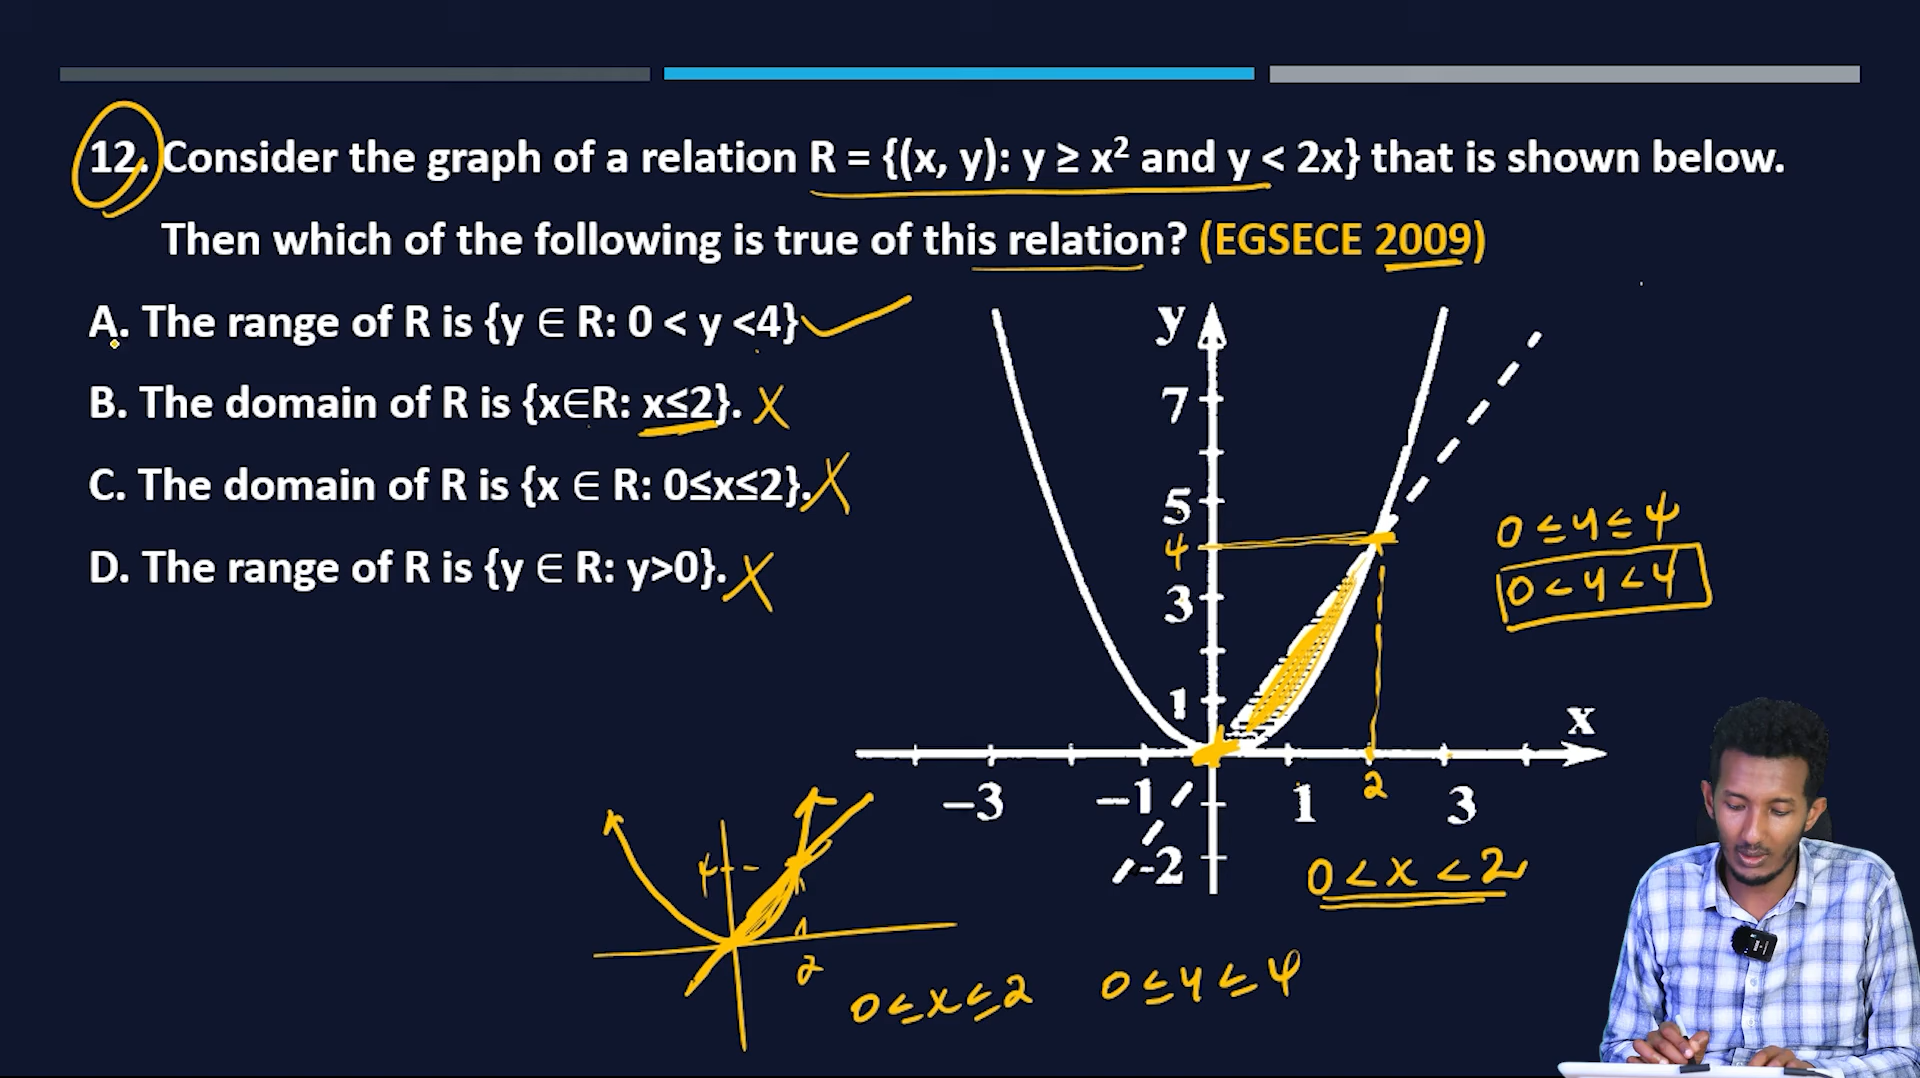 12. Consider the graph of a relation R = {(x, y): y ≥ x² and y < 2x} that is shown below.
Then which of the following is true of this relation? (EGSECE 2009)
A. The range of R is {y ∈ R: 0 < y <4}
B. The domain of R is {x∈R: x≤2}. X
C. The domain of R is {x ∈ R: 0≤x≤2}. X
D. The range of R is {y ∈ R: y>0}. X
y
7
5
4
3
1
x
-3 -1 1 2 3
-2
0 ≤ y ≤ 4
0 < y < 4
0 < x < 2
4
2
0 ≤ x ≤ 2 0 ≤ y ≤ 4